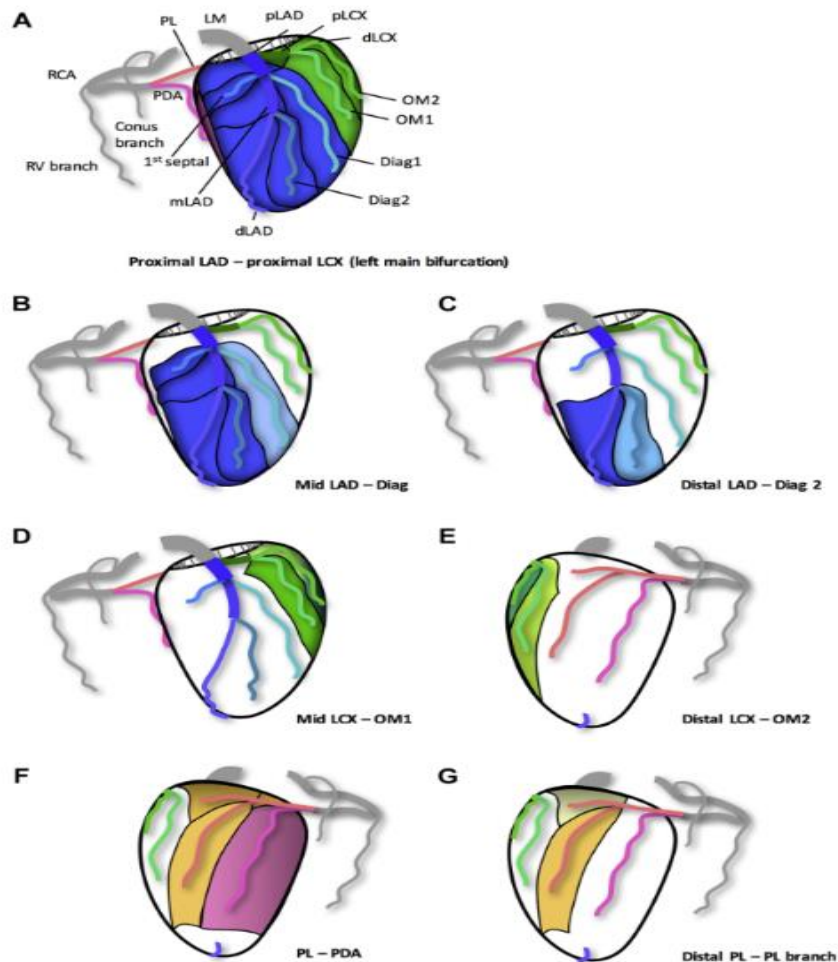 A
PL
LM
pLAD
pLCX
dLCX
RCA
PDA
OM2
OM1
Conus
branch
1st septal
Diag1
RV branch
mLAD
Diag2
dLAD
Proximal LAD – proximal LCX (left main bifurcation)
B
C
Mid LAD – Diag
Distal LAD – Diag 2
D
E
Mid LCX – OM1
Distal LCX – OM2
F
G
PL – PDA
Distal PL – PL branch